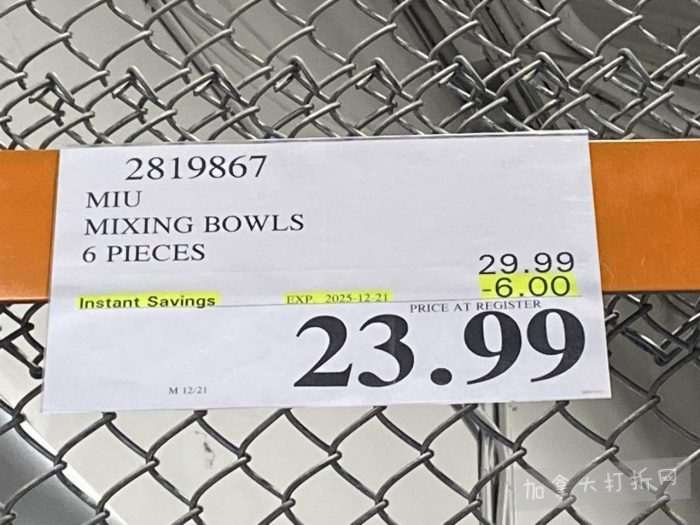 2819867
MIU
MIXING BOWLS
6 PIECES
29.99
-6.00
Instant Savings EXP. 2025-12-21
PRICE AT REGISTER
23.99
M 12/21
加拿大打折网